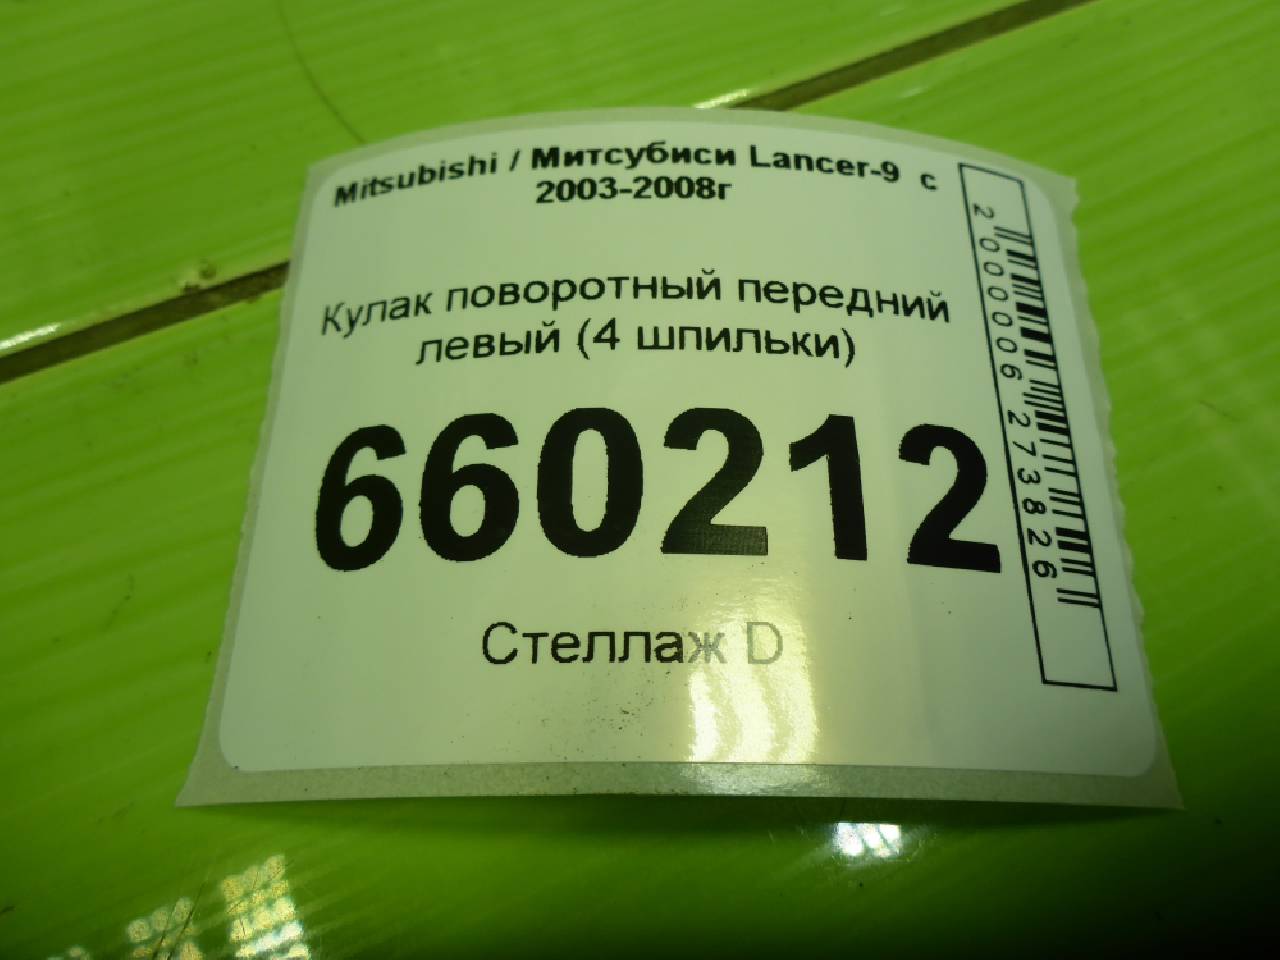 Mitsubishi / Митсубиси Lancer-9 с
2003-2008г
Кулак поворотный передний
левый (4 шпильки)
660212
Стеллаж D
2000006273826